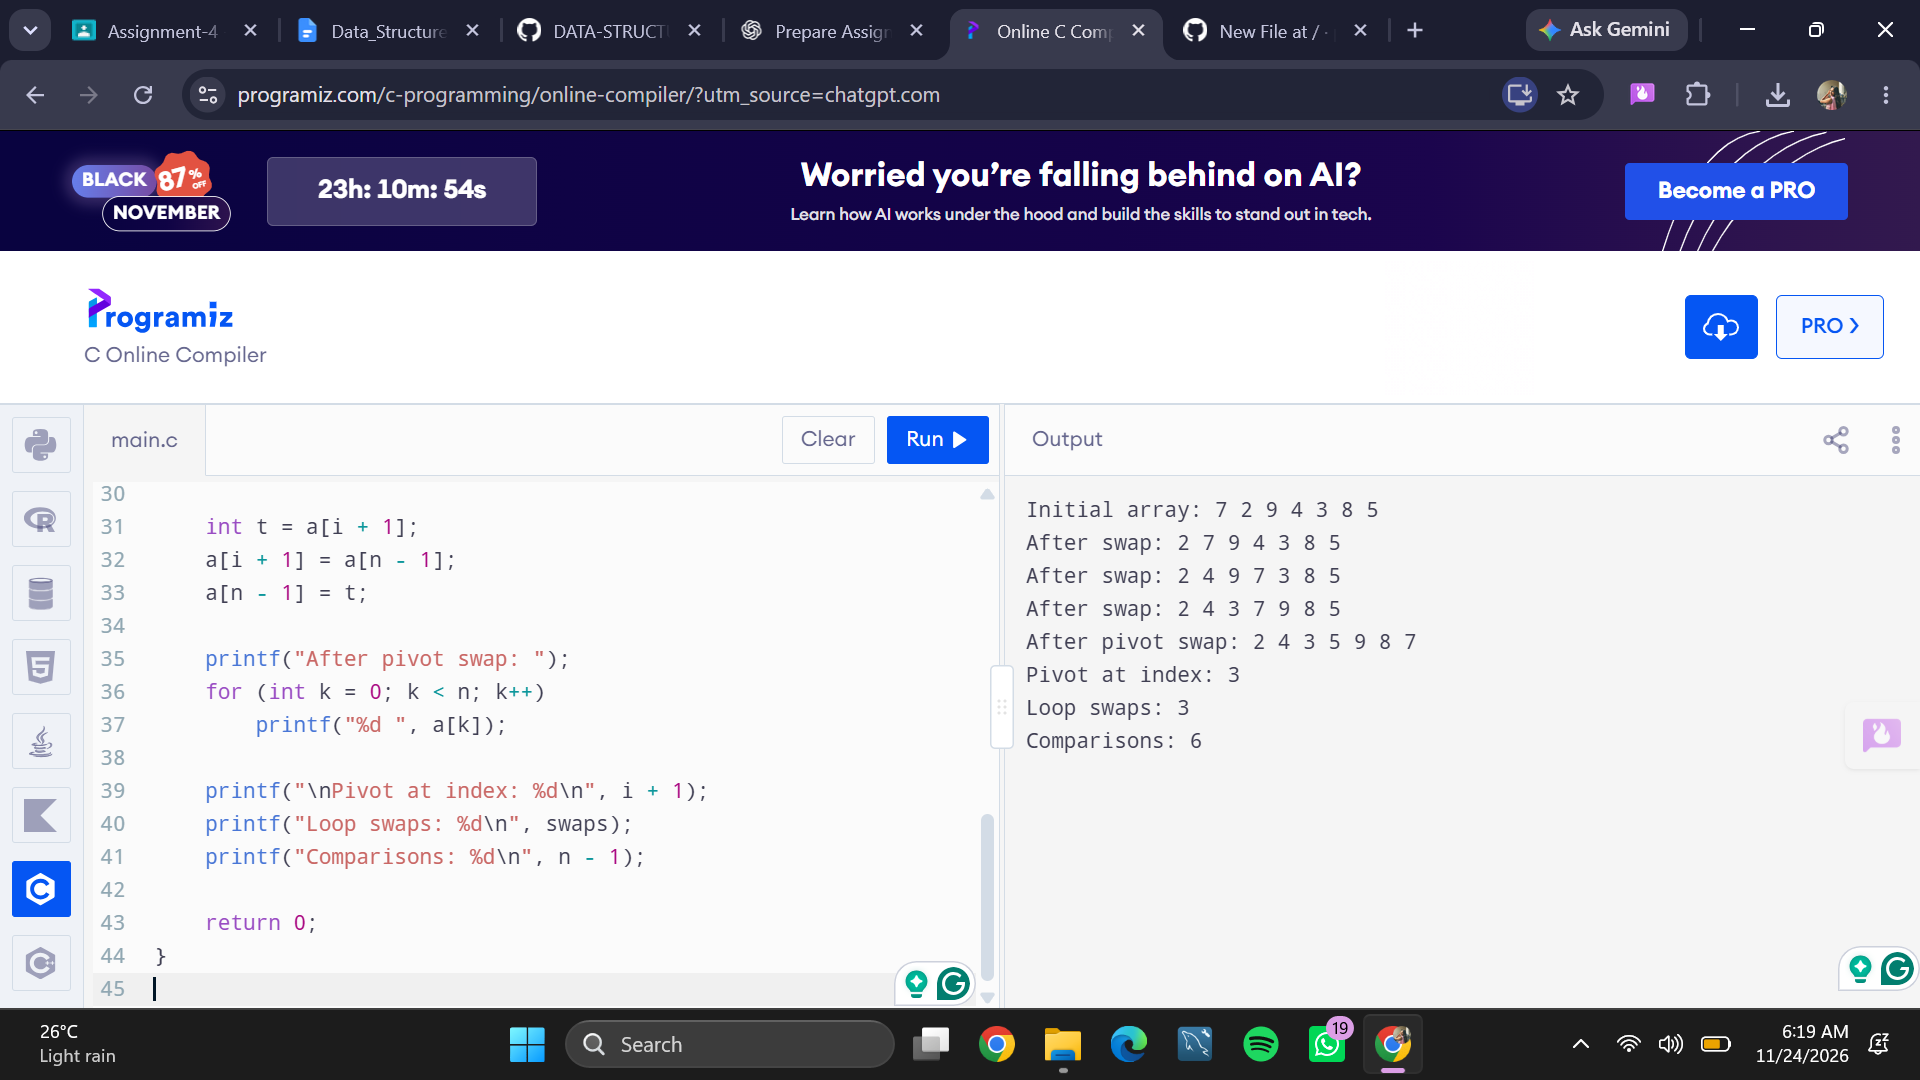 Assignment-4
Data_Structure
DATA-STRUCT
Prepare Assign
Online C Com
New File at /
Ask Gemini
programiz.com/c-programming/online-compiler/?utm_source=chatgpt.com
BLACK
87% OFF
NOVEMBER
23h: 10m: 54s
Worried you’re falling behind on AI?
Learn how AI works under the hood and build the skills to stand out in tech.
Become a PRO
Programiz
C Online Compiler
PRO
main.c
Clear
Run
Output
30
31 int t = a[i + 1];
32 a[i + 1] = a[n - 1];
33 a[n - 1] = t;
34
35 printf("After pivot swap: ");
36 for (int k = 0; k < n; k++)
37 printf("%d ", a[k]);
38
39 printf("\nPivot at index: %d\n", i + 1);
40 printf("Loop swaps: %d\n", swaps);
41 printf("Comparisons: %d\n", n - 1);
42
43 return 0;
44 }
45
Initial array: 7 2 9 4 3 8 5
After swap: 2 7 9 4 3 8 5
After swap: 2 4 9 7 3 8 5
After swap: 2 4 3 7 9 8 5
After pivot swap: 2 4 3 5 9 8 7
Pivot at index: 3
Loop swaps: 3
Comparisons: 6
26°C
Light rain
Search
19
6:19 AM
11/24/2026